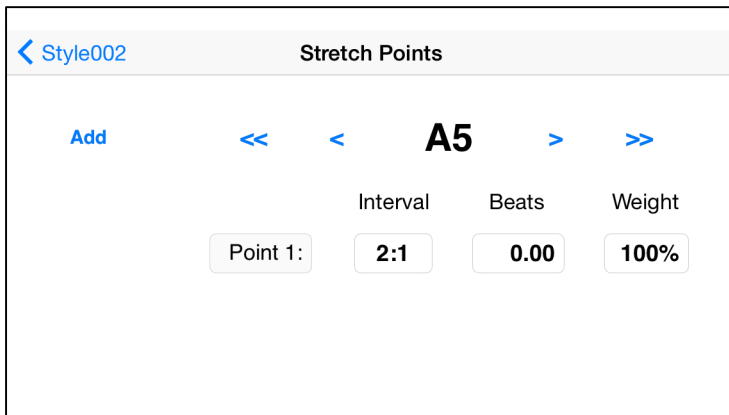 Style002 Stretch Points
Add << < A5 > >>
Interval Beats Weight
Point 1: 2:1 0.00 100%